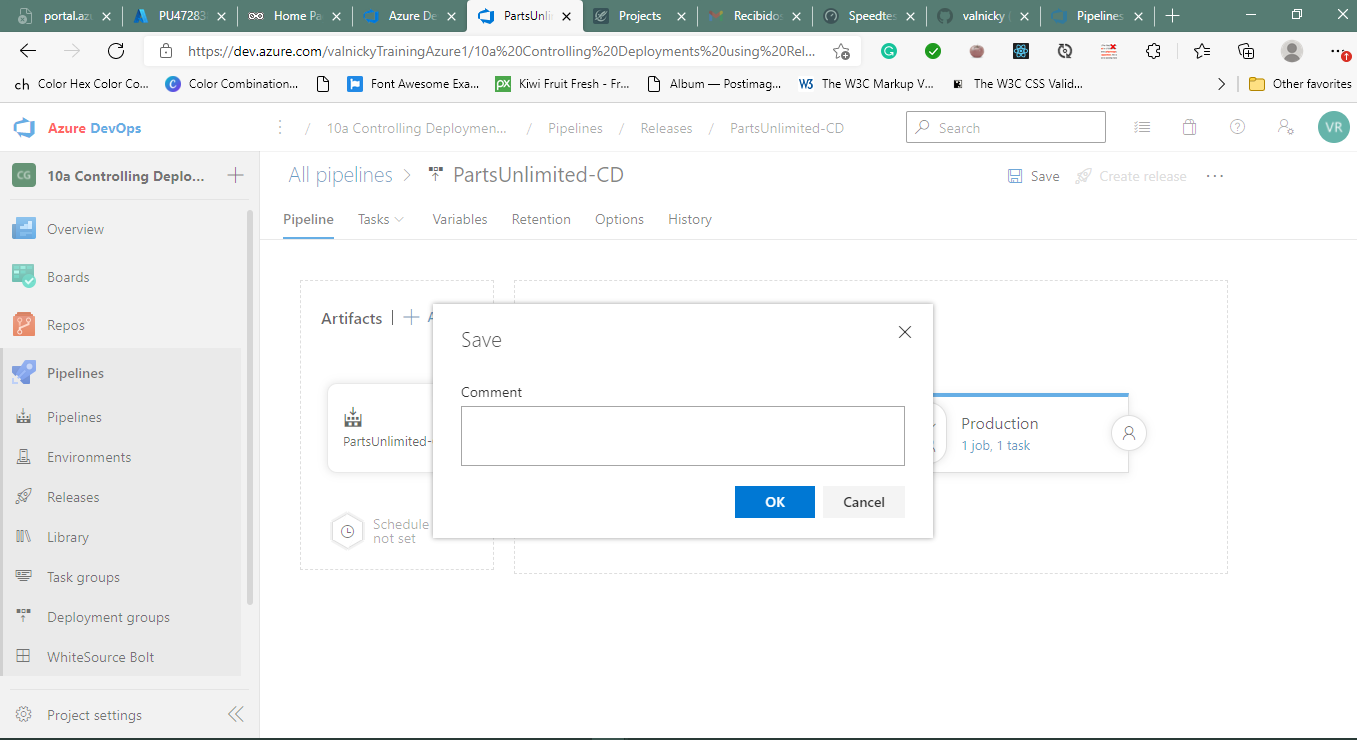 portal.az
PU47283
Home Pa
Azure De
PartsUnli
Projects
Recibidos
Speedtes
valnicky (
Pipelines
https://dev.azure.com/valnickyTrainingAzure1/10a%20Controlling%20Deployments%20using%20Rel...
ch Color Hex Color Co...
C Color Combination...
Font Awesome Exa...
px Kiwi Fruit Fresh - Fr...
Album — Postimag...
W3 The W3C Markup V...
The W3C CSS Valid...
Other favorites
Azure DevOps
/ 10a Controlling Deploymen... / Pipelines / Releases / PartsUnlimited-CD
Search
VR
CG 10a Controlling Deplo...
All pipelines > PartsUnlimited-CD
Save
Create release
...
Pipeline Tasks Variables Retention Options History
Overview
Boards
Repos
Pipelines
Pipelines
Environments
Releases
Library
Task groups
Deployment groups
WhiteSource Bolt
Project settings
Artifacts | + A
PartsUnlimited-
Schedule
not set
Save
Comment
OK
Cancel
Production
1 job, 1 task